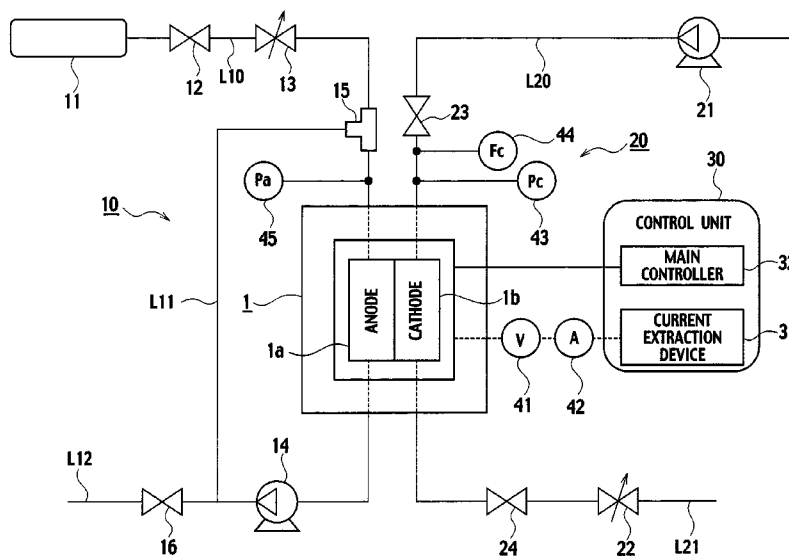 11
12
L10
13
15
L20
21
23
44
Fc
20
Pa
45
Pc
43
10
30
CONTROL UNIT
MAIN
CONTROLLER
L11
1
ANODE
CATHODE
1b
1a
V
41
A
42
CURRENT
EXTRACTION
DEVICE
L12
16
14
24
22
L21